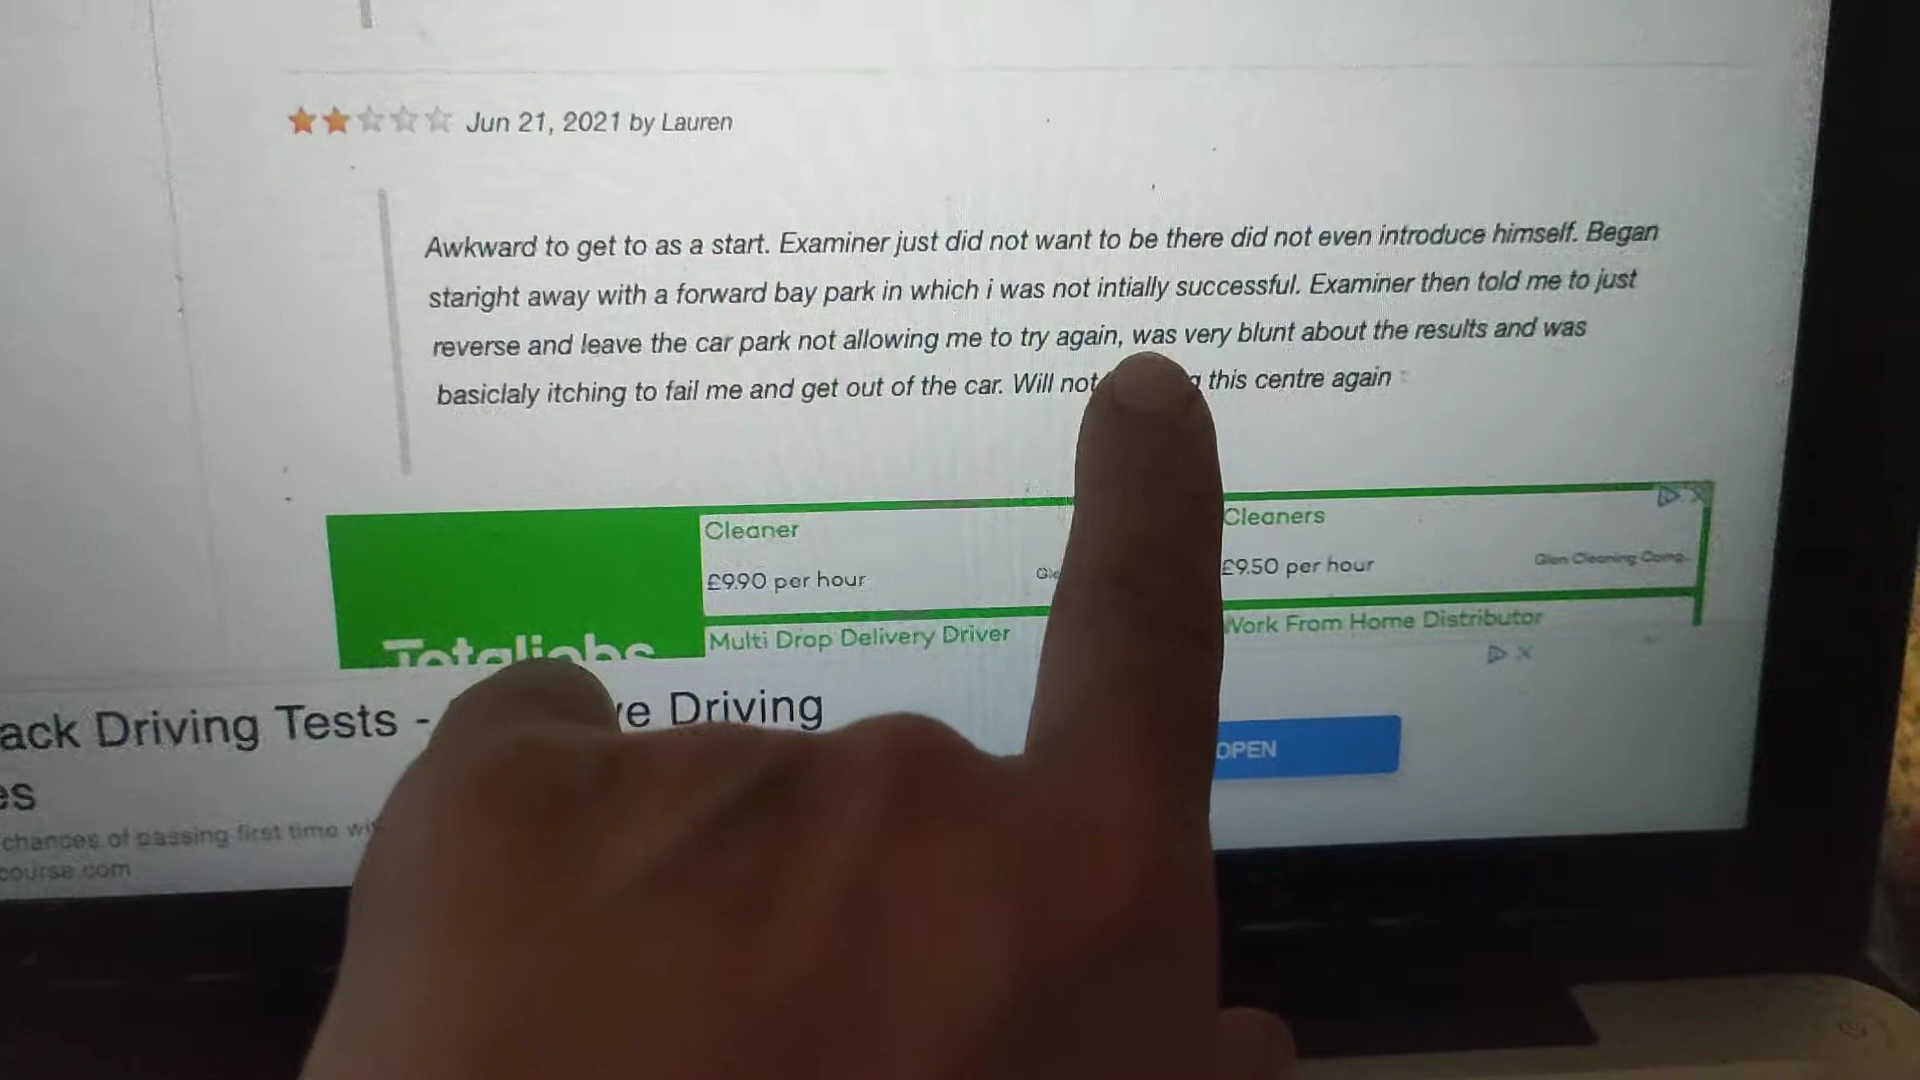 Jun 21, 2021 by Lauren
Awkward to get to as a start. Examiner just did not want to be there did not even introduce himself. Began
staright away with a forward bay park in which i was not intially successful. Examiner then told me to just
reverse and leave the car park not allowing me to try again, was very blunt about the results and was
basiclaly itching to fail me and get out of the car. Will not this centre again
Cleaner
Cleaners
£9.90 per hour
£9.50 per hour
Glen Cleaning Comp..
Totaljobs
Multi Drop Delivery Driver
Work From Home Distributor
ack Driving Tests - Driving
es
OPEN
chances of passing first time
course.com